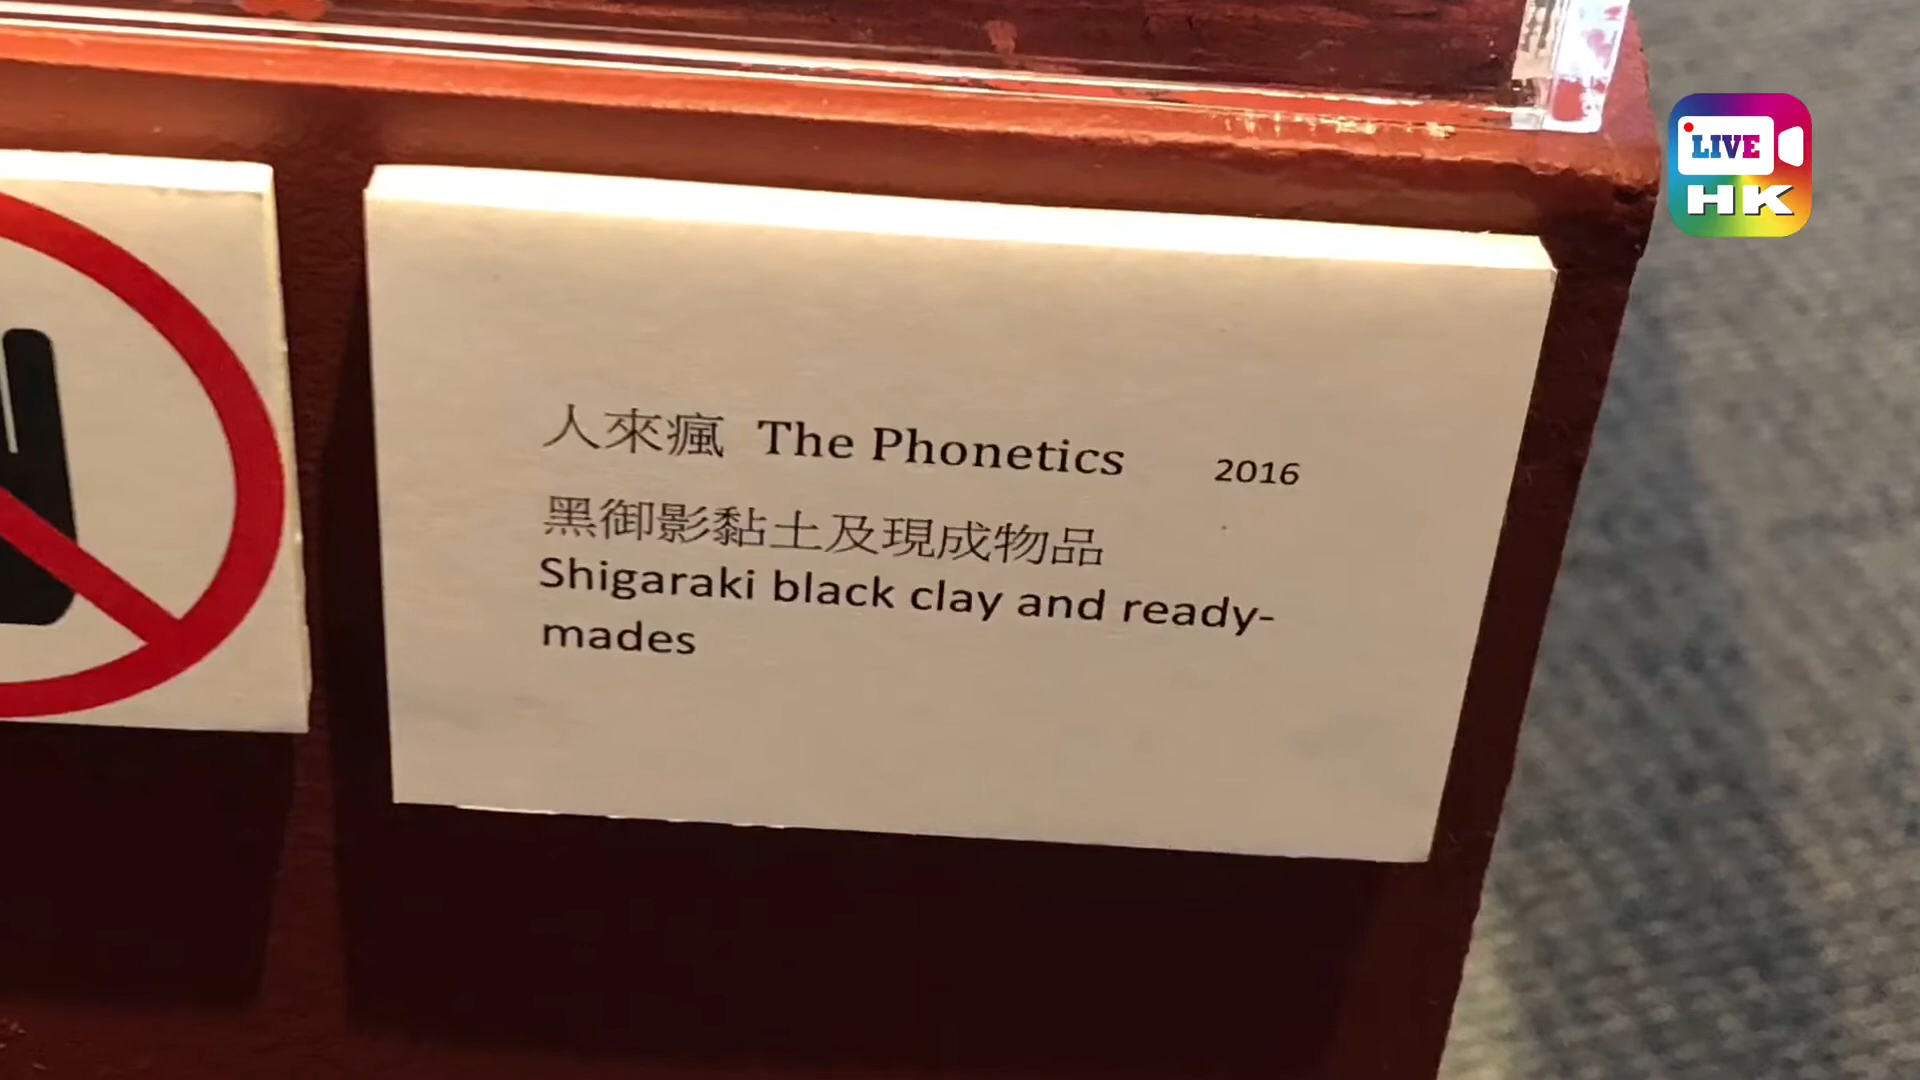 LIVE
HK
人來瘋 The Phonetics 2016
黑御影黏土及現成物品
Shigaraki black clay and ready-
mades